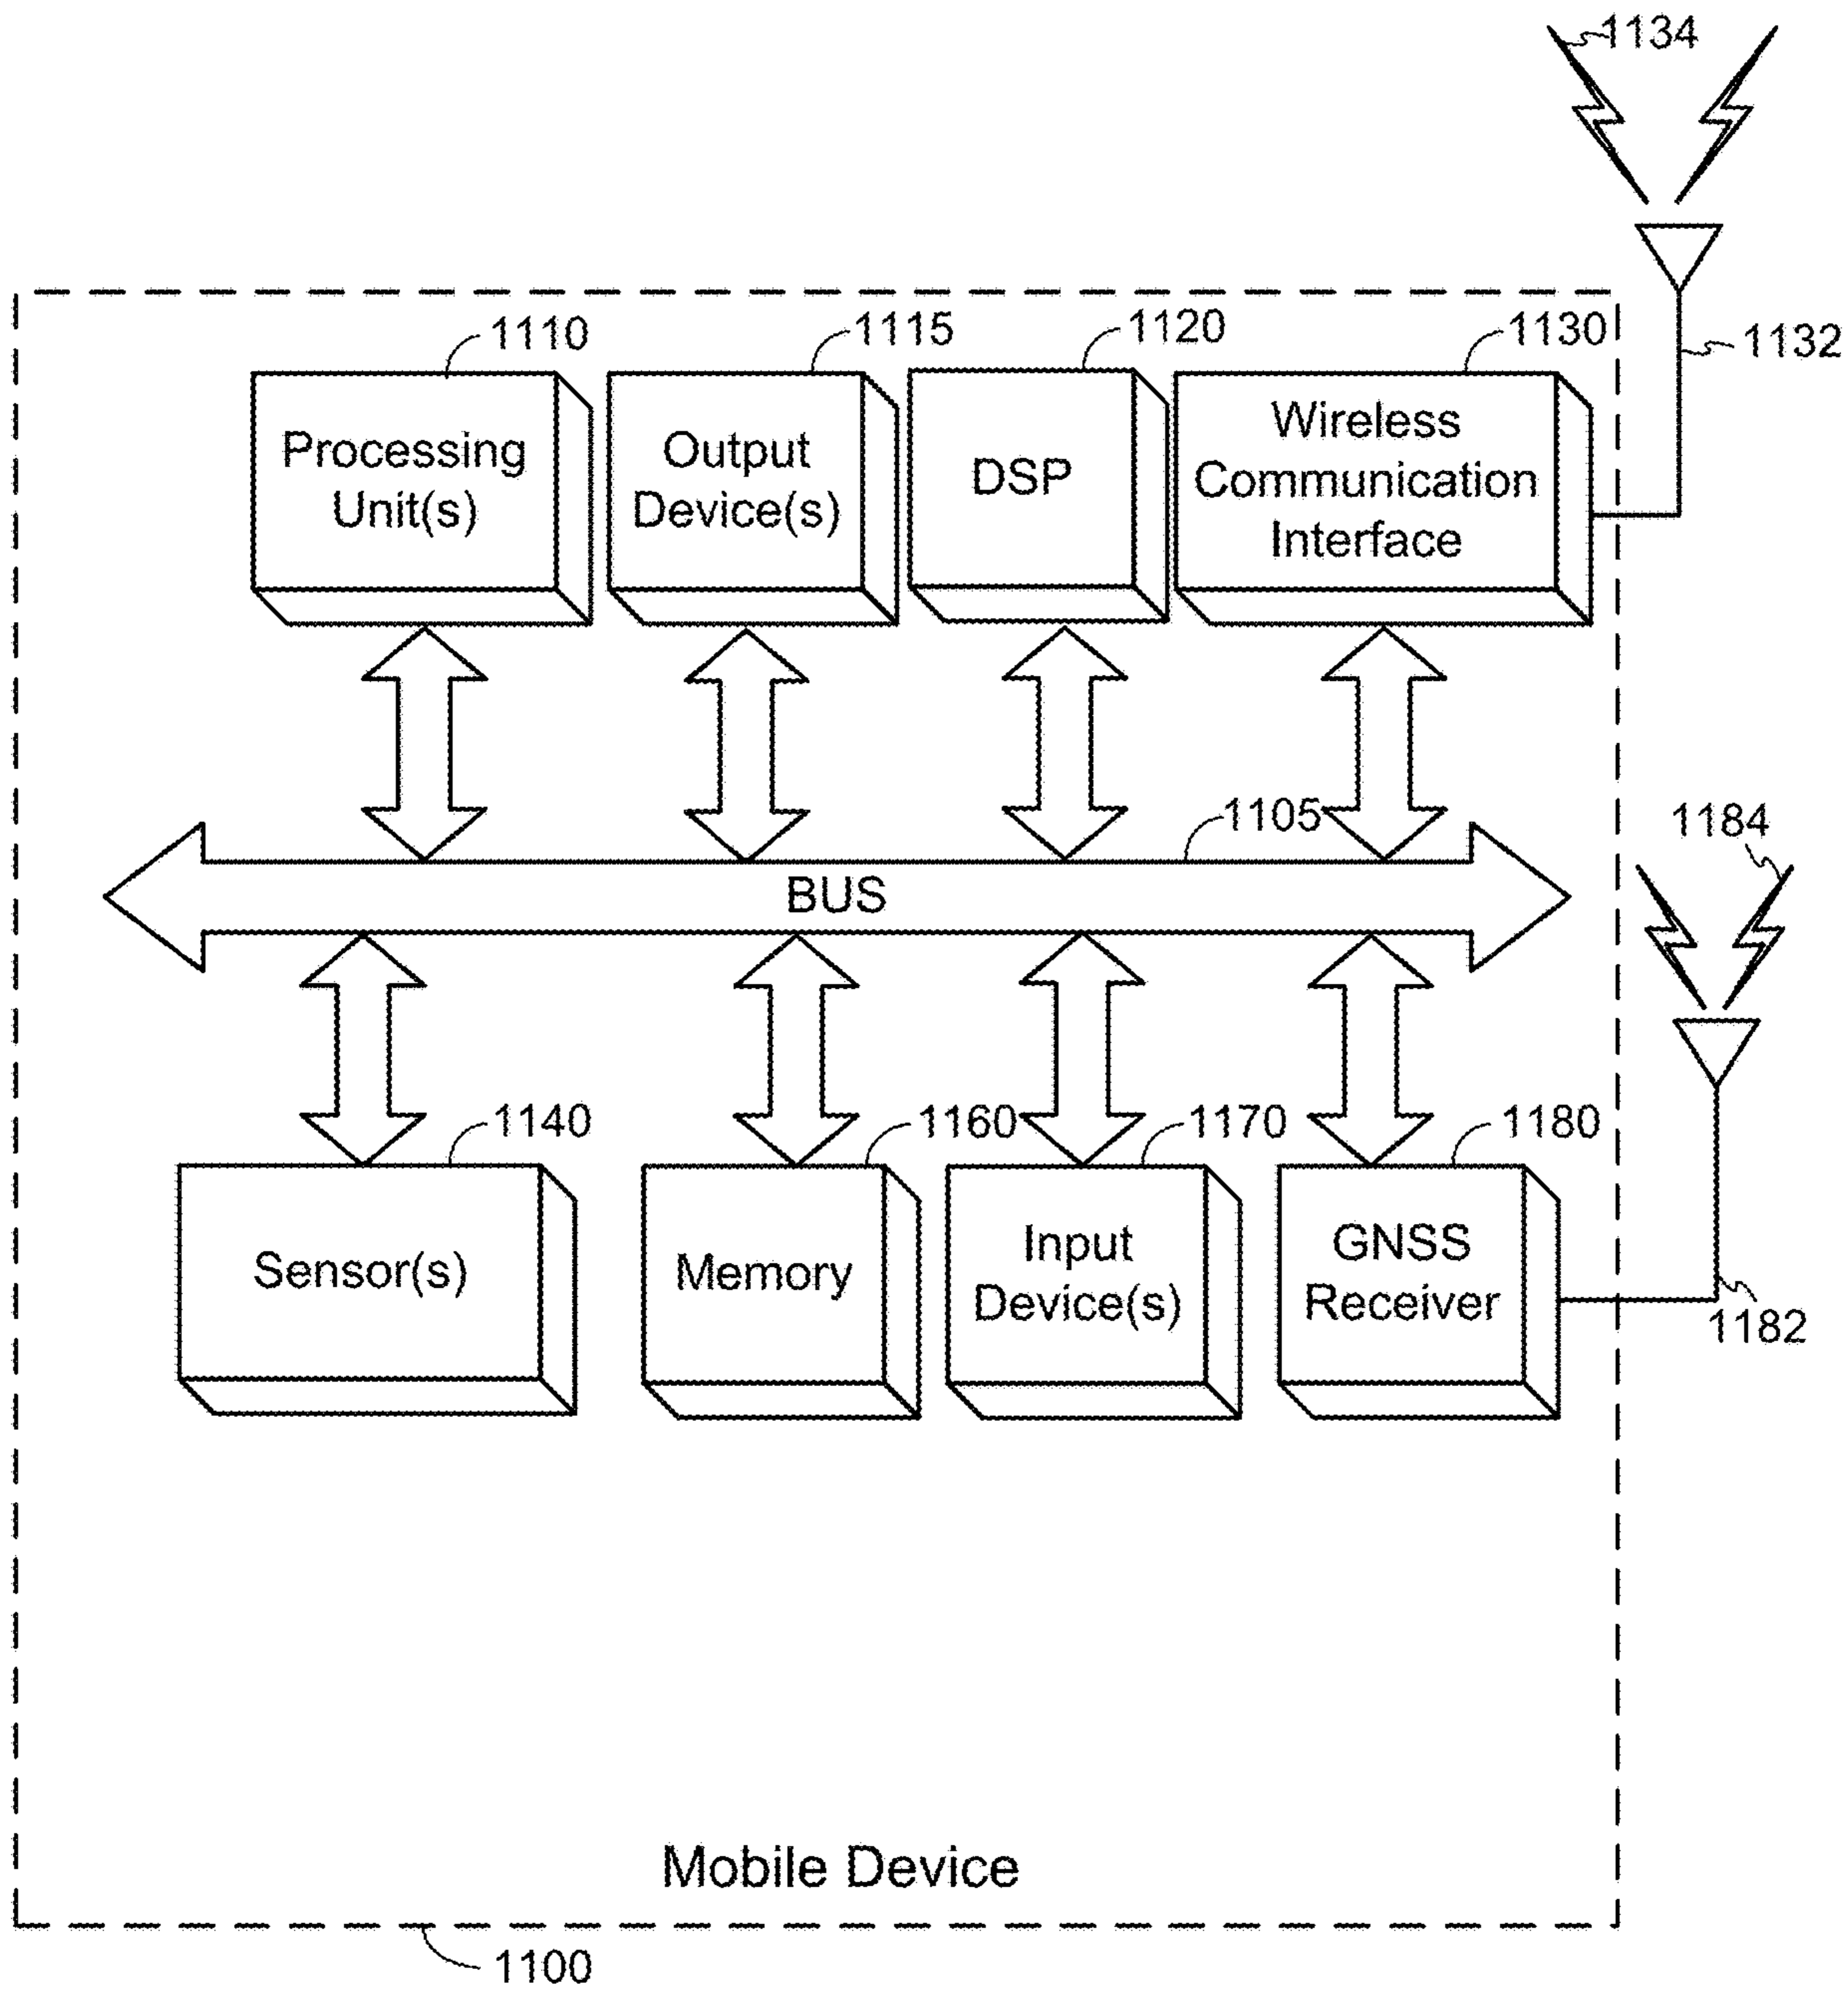 1134
1132
1110
1115
1120
1130
Processing
Unit(s)
Output
Device(s)
DSP
Wireless
Communication
Interface
1105
BUS
1184
1140
1160
1170
1180
Sensor(s)
Memory
Input
Device(s)
GNSS
Receiver
1182
Mobile Device
1100